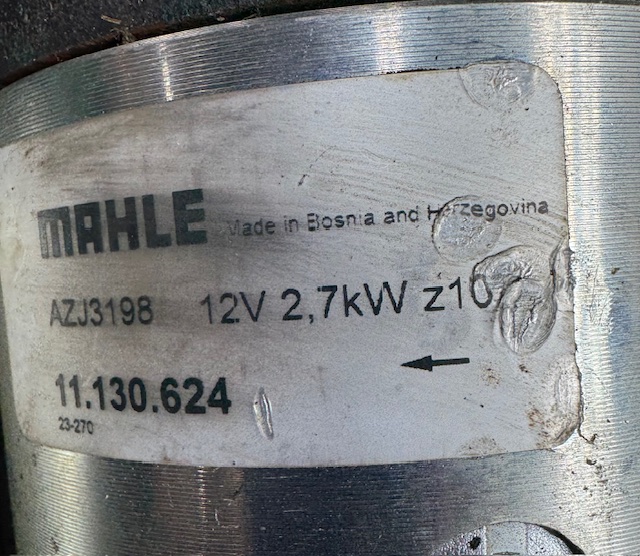 MAHLE Made in Bosnia and Herzegovina
AZJ3198 12V 2,7kW z10
11.130.624
23-270